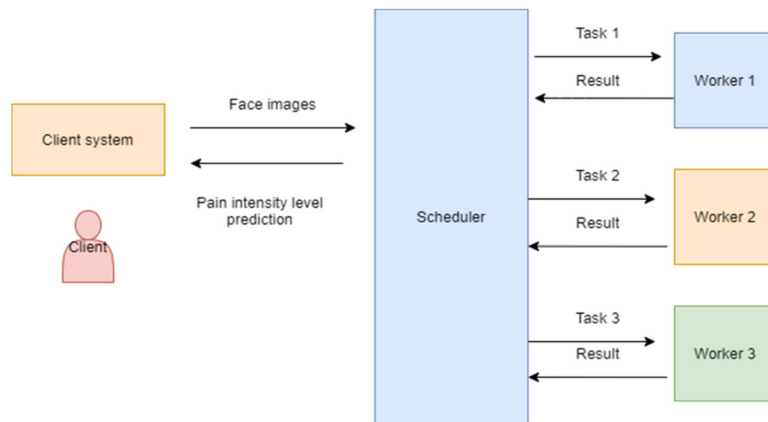 Client system
Client
Face images
Pain intensity level
prediction
Scheduler
Task 1
Result
Worker 1
Task 2
Result
Worker 2
Task 3
Result
Worker 3